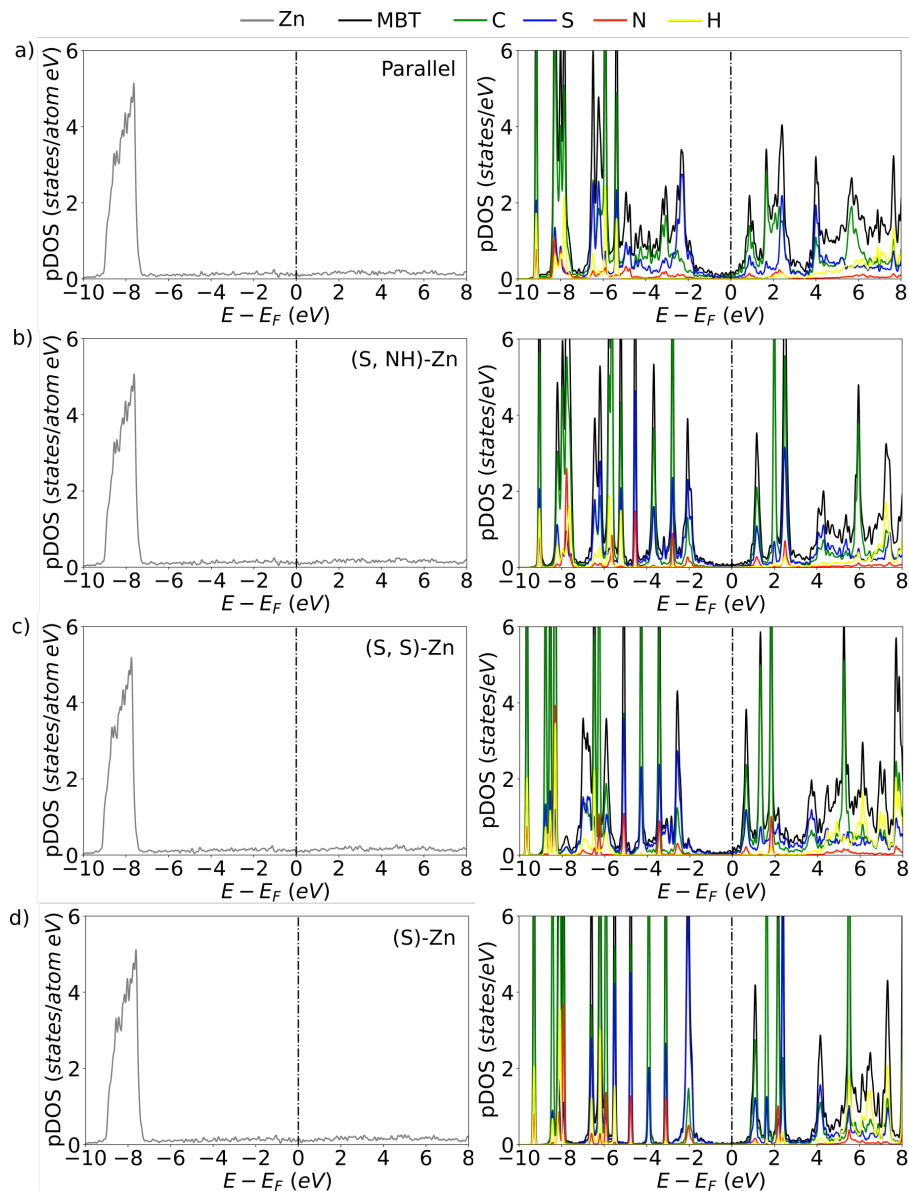 Zn MBT C S N H
a)
Parallel
pDOS (states/atom eV)
6
4
2
0
−10 −8 −6 −4 −2 0 2 4 6 8
E − E_F (eV)
pDOS (states/eV)
6
4
2
0
−10 −8 −6 −4 −2 0 2 4 6 8
E − E_F (eV)
b)
(S, NH)-Zn
pDOS (states/atom eV)
6
4
2
0
−10 −8 −6 −4 −2 0 2 4 6 8
E − E_F (eV)
pDOS (states/eV)
6
4
2
0
−10 −8 −6 −4 −2 0 2 4 6 8
E − E_F (eV)
c)
(S, S)-Zn
pDOS (states/atom eV)
6
4
2
0
−10 −8 −6 −4 −2 0 2 4 6 8
E − E_F (eV)
pDOS (states/eV)
6
4
2
0
−10 −8 −6 −4 −2 0 2 4 6 8
E − E_F (eV)
d)
(S)-Zn
pDOS (states/atom eV)
6
4
2
0
−10 −8 −6 −4 −2 0 2 4 6 8
E − E_F (eV)
pDOS (states/eV)
6
4
2
0
−10 −8 −6 −4 −2 0 2 4 6 8
E − E_F (eV)